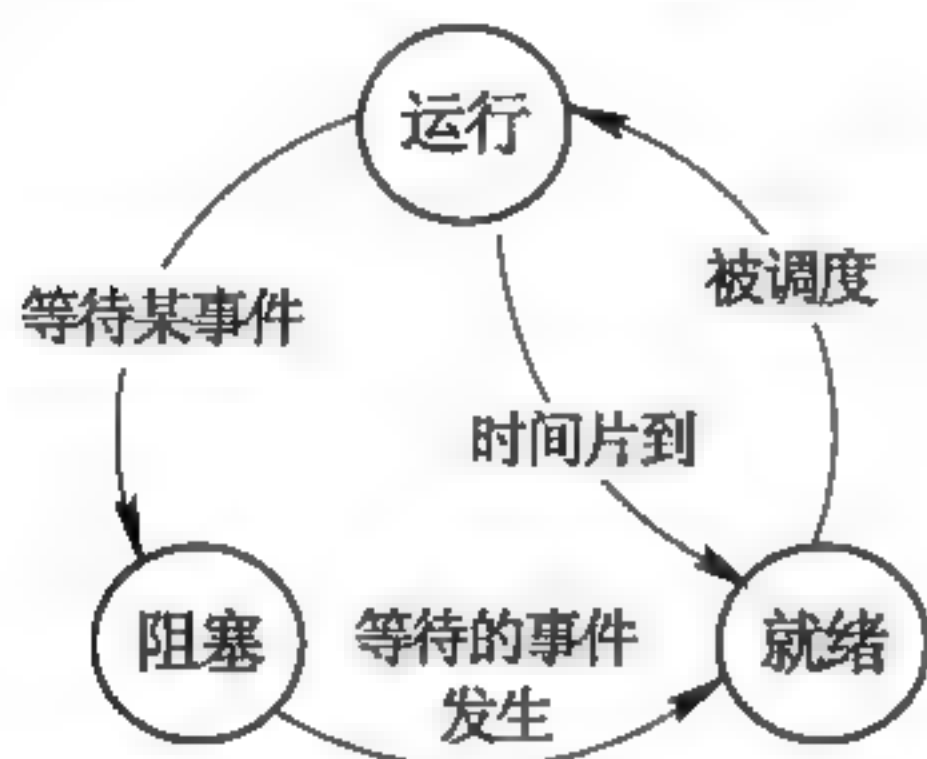 运行
被调度
等待某事件
时间片到
阻塞
等待的事件
发生
就绪